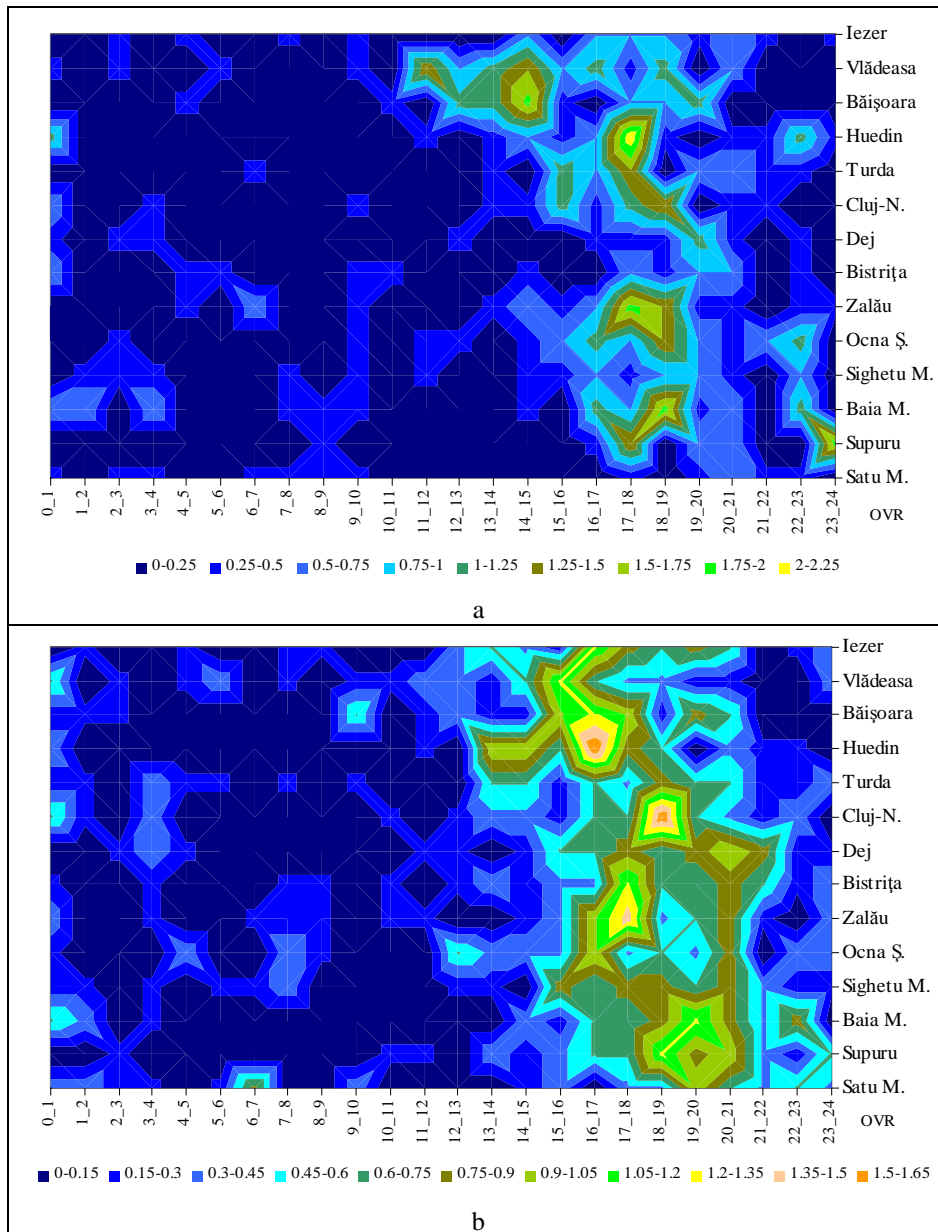 Iezer
Vlădeasa
Băişoara
Huedin
Turda
Cluj-N.
Dej
Bistriţa
Zalău
Ocna Ş.
Sighetu M.
Baia M.
Supuru
Satu M.
0_1 1_2 2_3 3_4 4_5 5_6 6_7 7_8 8_9 9_10 10_11 11_12 12_13 13_14 14_15 15_16 16_17 17_18 18_19 19_20 20_21 21_22 22_23 23_24
OVR
0-0.25 0.25-0.5 0.5-0.75 0.75-1 1-1.25 1.25-1.5 1.5-1.75 1.75-2 2-2.25
a
Iezer
Vlădeasa
Băişoara
Huedin
Turda
Cluj-N.
Dej
Bistriţa
Zalău
Ocna Ş.
Sighetu M.
Baia M.
Supuru
Satu M.
0_1 1_2 2_3 3_4 4_5 5_6 6_7 7_8 8_9 9_10 10_11 11_12 12_13 13_14 14_15 15_16 16_17 17_18 18_19 19_20 20_21 21_22 22_23 23_24
OVR
0-0.15 0.15-0.3 0.3-0.45 0.45-0.6 0.6-0.75 0.75-0.9 0.9-1.05 1.05-1.2 1.2-1.35 1.35-1.5 1.5-1.65
b